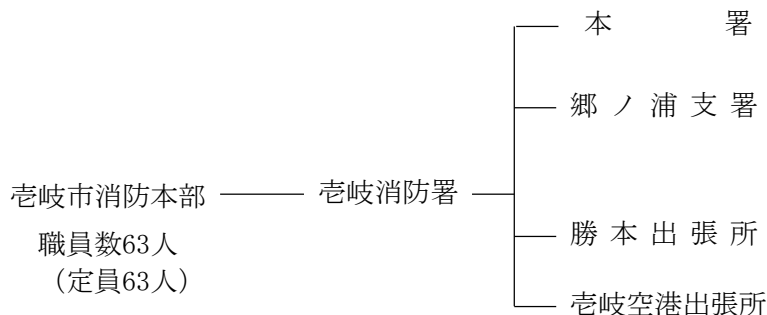 本署
郷ノ浦支署
壱岐市消防本部
壱岐消防署
職員数63人
(定員63人)
勝本出張所
壱岐空港出張所